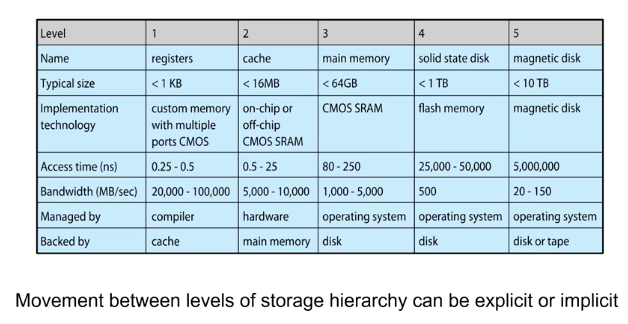 Level 1 2 3 4 5
Name registers cache main memory solid state disk magnetic disk
Typical size < 1 KB < 16MB < 64GB < 1 TB < 10 TB
Implementation technology custom memory with multiple ports CMOS on-chip or off-chip CMOS SRAM CMOS SRAM flash memory magnetic disk
Access time (ns) 0.25 - 0.5 0.5 - 25 80 - 250 25,000 - 50,000 5,000,000
Bandwidth (MB/sec) 20,000 - 100,000 5,000 - 10,000 1,000 - 5,000 500 20 - 150
Managed by compiler hardware operating system operating system operating system
Backed by cache main memory disk disk disk or tape
Movement between levels of storage hierarchy can be explicit or implicit